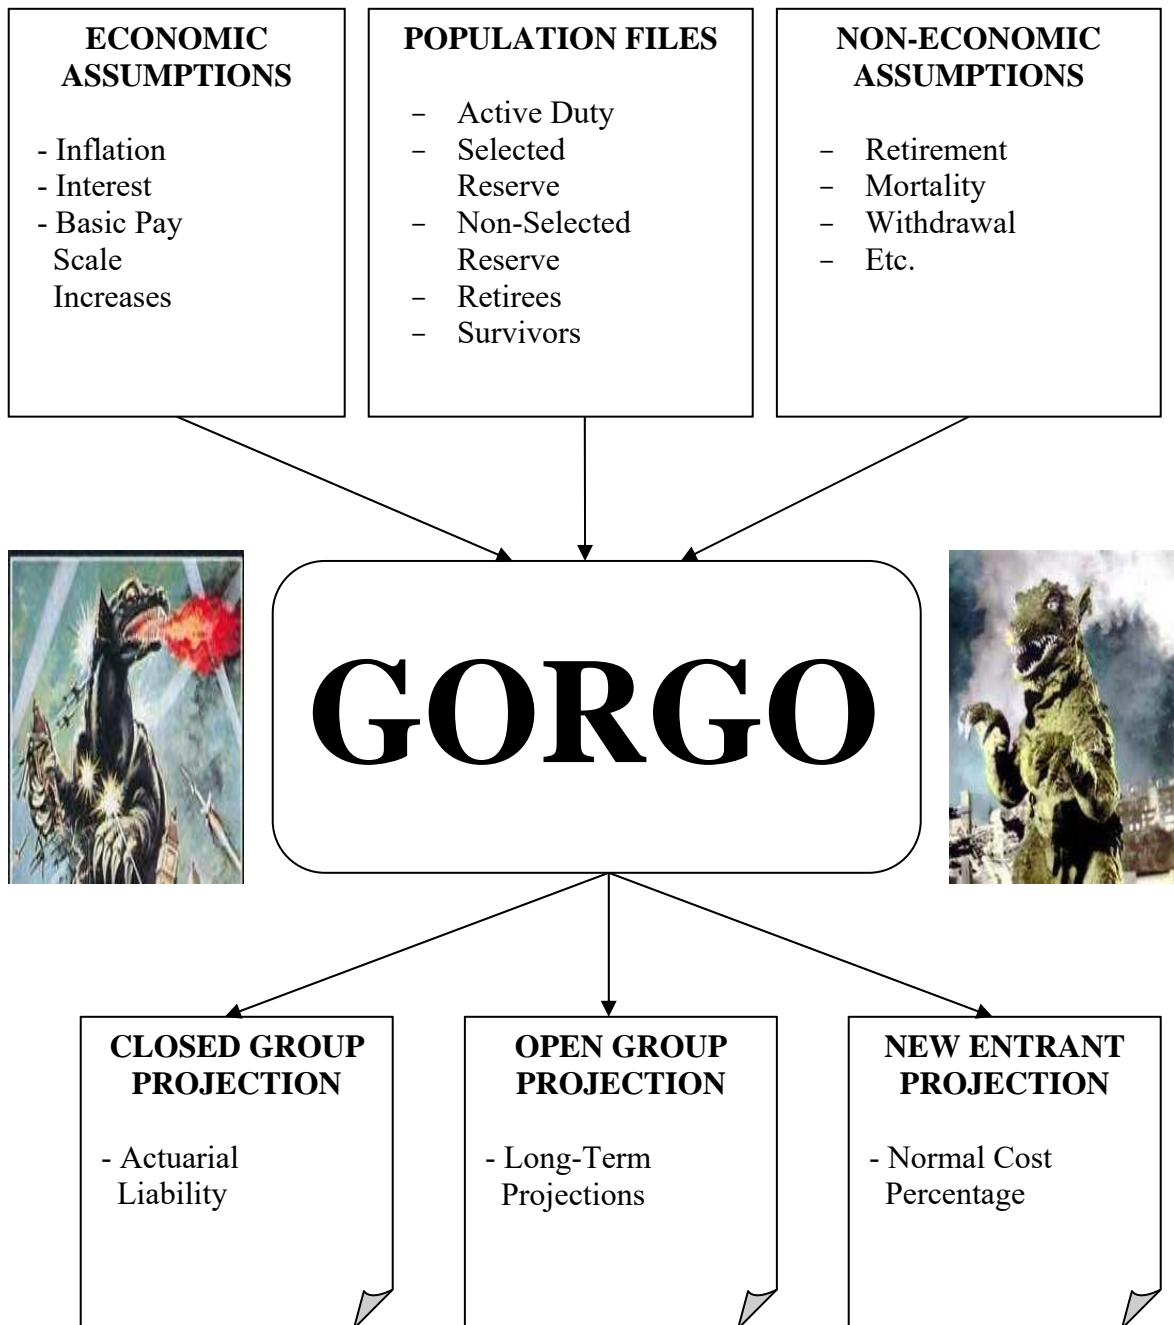 ECONOMIC
ASSUMPTIONS
- Inflation
- Interest
- Basic Pay
Scale
Increases
POPULATION FILES
- Active Duty
- Selected
Reserve
- Non-Selected
Reserve
- Retirees
- Survivors
NON-ECONOMIC
ASSUMPTIONS
- Retirement
- Mortality
- Withdrawal
- Etc.
GORGO
CLOSED GROUP
PROJECTION
- Actuarial
Liability
OPEN GROUP
PROJECTION
- Long-Term
Projections
NEW ENTRANT
PROJECTION
- Normal Cost
Percentage